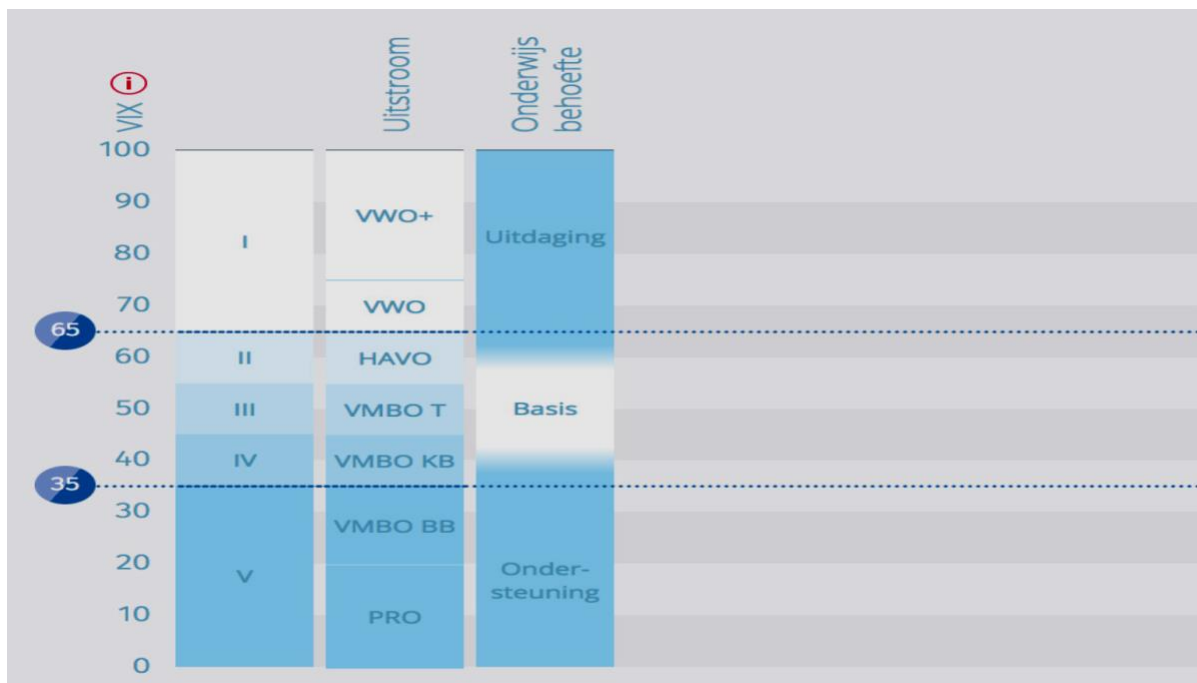 VIX i
Uitstroom
Onderwijs
behoefte
100
90
80
70
60
50
40
30
20
10
0
65
35
I
II
III
IV
V
VWO+
VWO
HAVO
VMBO T
VMBO KB
VMBO BB
PRO
Uitdaging
Basis
Onder-
steuning